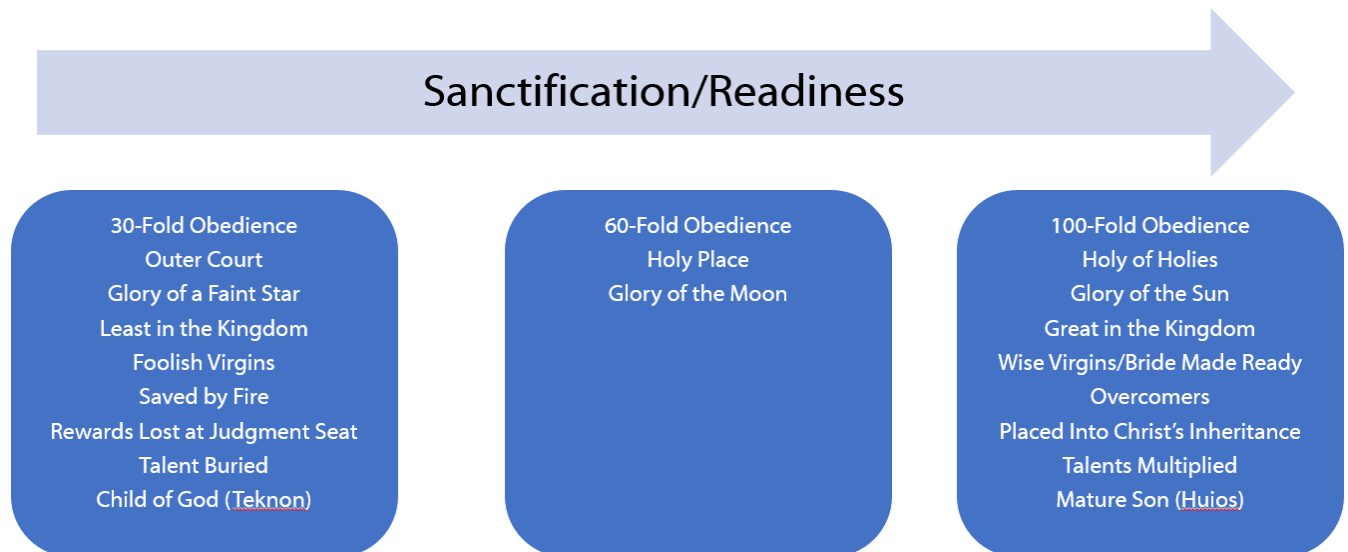 Sanctification/Readiness
30-Fold Obedience
Outer Court
Glory of a Faint Star
Least in the Kingdom
Foolish Virgins
Saved by Fire
Rewards Lost at Judgment Seat
Talent Buried
Child of God (Teknon)
60-Fold Obedience
Holy Place
Glory of the Moon
100-Fold Obedience
Holy of Holies
Glory of the Sun
Great in the Kingdom
Wise Virgins/Bride Made Ready
Overcomers
Placed Into Christ's Inheritance
Talents Multiplied
Mature Son (Huios)